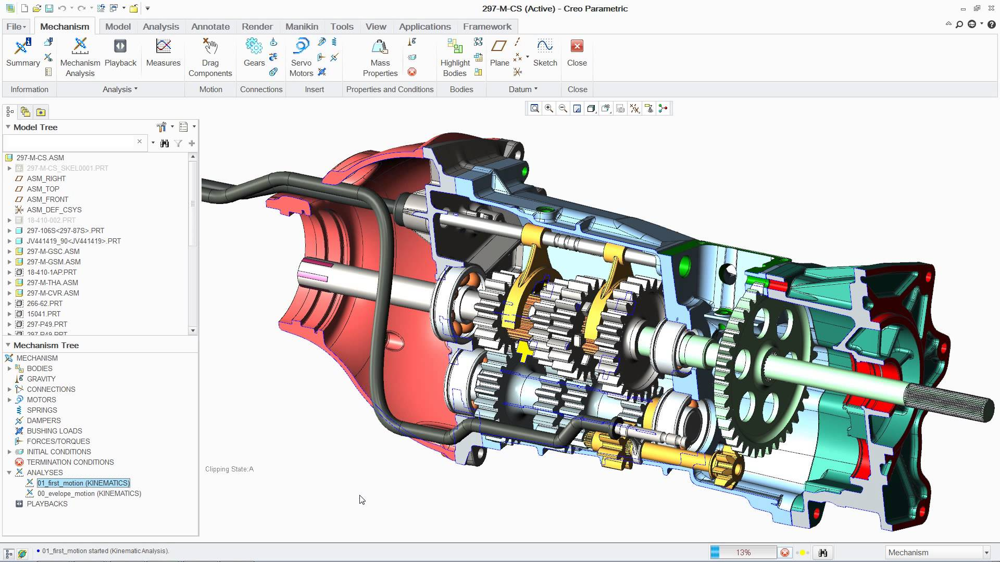 297-M-CS (Active) - Creo Parametric
File Mechanism Model Analysis Annotate Render Manikin Tools View Applications Framework
Summary
Mechanism Analysis
Playback
Measures
Drag Components
Gears
Servo Motors
Mass Properties
Highlight Bodies
Plane
Sketch
Close
Information Analysis Motion Connections Insert Properties and Conditions Bodies Datum Close
Model Tree
297-M-CS.ASM
297-M-CS_SKEL0001.PRT
ASM_RIGHT
ASM_TOP
ASM_FRONT
ASM_DEF_CSYS
18-410-002.PRT
297-106S<297-87S>.PRT
JV441419_90<JV441419>.PRT
297-M-GSC.ASM
297-M-GSM.ASM
18-410-1AP.PRT
297-M-THA.ASM
297-M-CVR.ASM
266-62.PRT
15041.PRT
297-P49.PRT
297-P49.PRT
Mechanism Tree
MECHANISM
BODIES
GRAVITY
CONNECTIONS
MOTORS
SPRINGS
DAMPERS
BUSHING LOADS
FORCES/TORQUES
INITIAL CONDITIONS
TERMINATION CONDITIONS
ANALYSES
01_first_motion (KINEMATICS)
00_evelope_motion (KINEMATICS)
PLAYBACKS
Clipping State:A
01_first_motion started (KinematicAnalysis).
13%
Mechanism